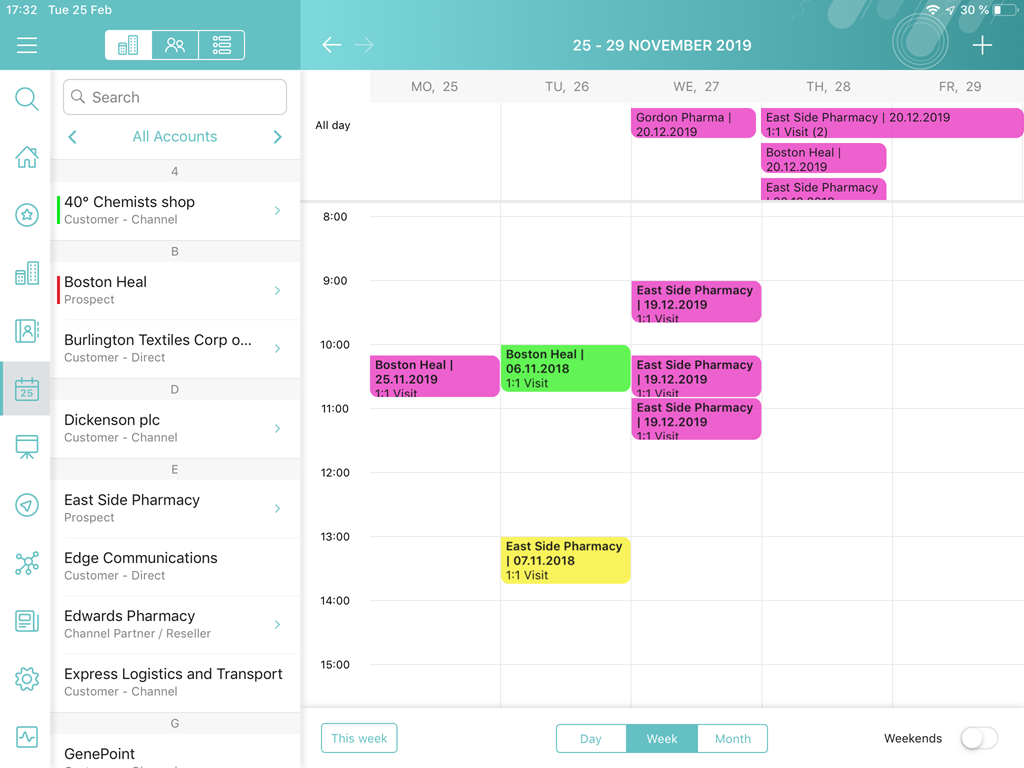 17:32 Tue 25 Feb
30 %
25 - 29 NOVEMBER 2019
Search
All Accounts
4
40° Chemists shop
Customer - Channel
B
Boston Heal
Prospect
Burlington Textiles Corp o...
Customer - Direct
D
Dickenson plc
Customer - Channel
E
East Side Pharmacy
Prospect
Edge Communications
Customer - Direct
Edwards Pharmacy
Channel Partner / Reseller
Express Logistics and Transport
Customer - Channel
G
GenePoint
25
MO, 25
TU, 26
WE, 27
TH, 28
FR, 29
All day
Gordon Pharma |
20.12.2019
East Side Pharmacy | 20.12.2019
1:1 Visit (2)
Boston Heal |
20.12.2019
East Side Pharmacy
| 20.12.2019
8:00
9:00
East Side Pharmacy
| 19.12.2019
1:1 Visit
10:00
Boston Heal |
25.11.2019
1:1 Visit
Boston Heal |
06.11.2018
1:1 Visit
East Side Pharmacy
| 19.12.2019
1:1 Visit
11:00
East Side Pharmacy
| 19.12.2019
1:1 Visit
12:00
13:00
East Side Pharmacy
| 07.11.2018
1:1 Visit
14:00
15:00
This week
Day
Week
Month
Weekends